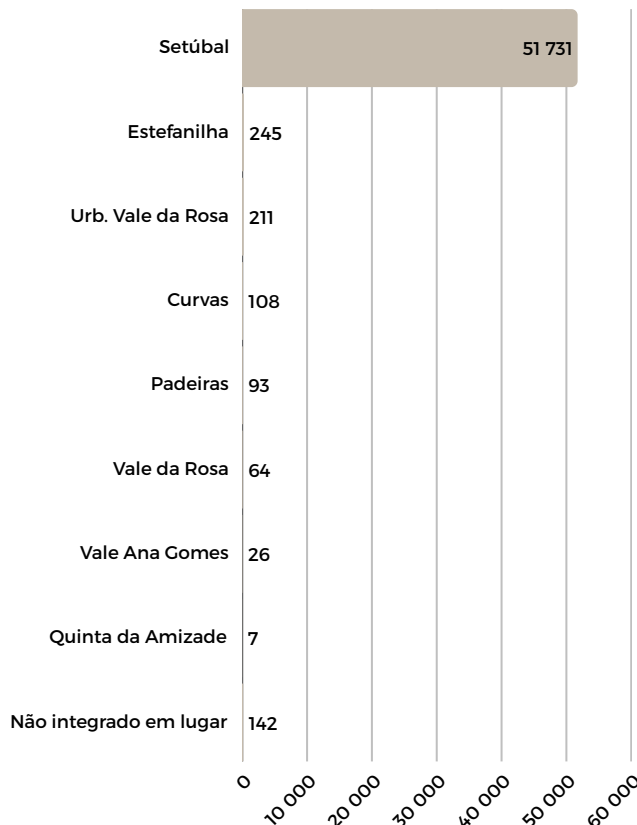 Setúbal 51 731
Estefanilha 245
Urb. Vale da Rosa 211
Curvas 108
Padeiras 93
Vale da Rosa 64
Vale Ana Gomes 26
Quinta da Amizade 7
Não integrado em lugar 142
0 10 000 20 000 30 000 40 000 50 000 60 000